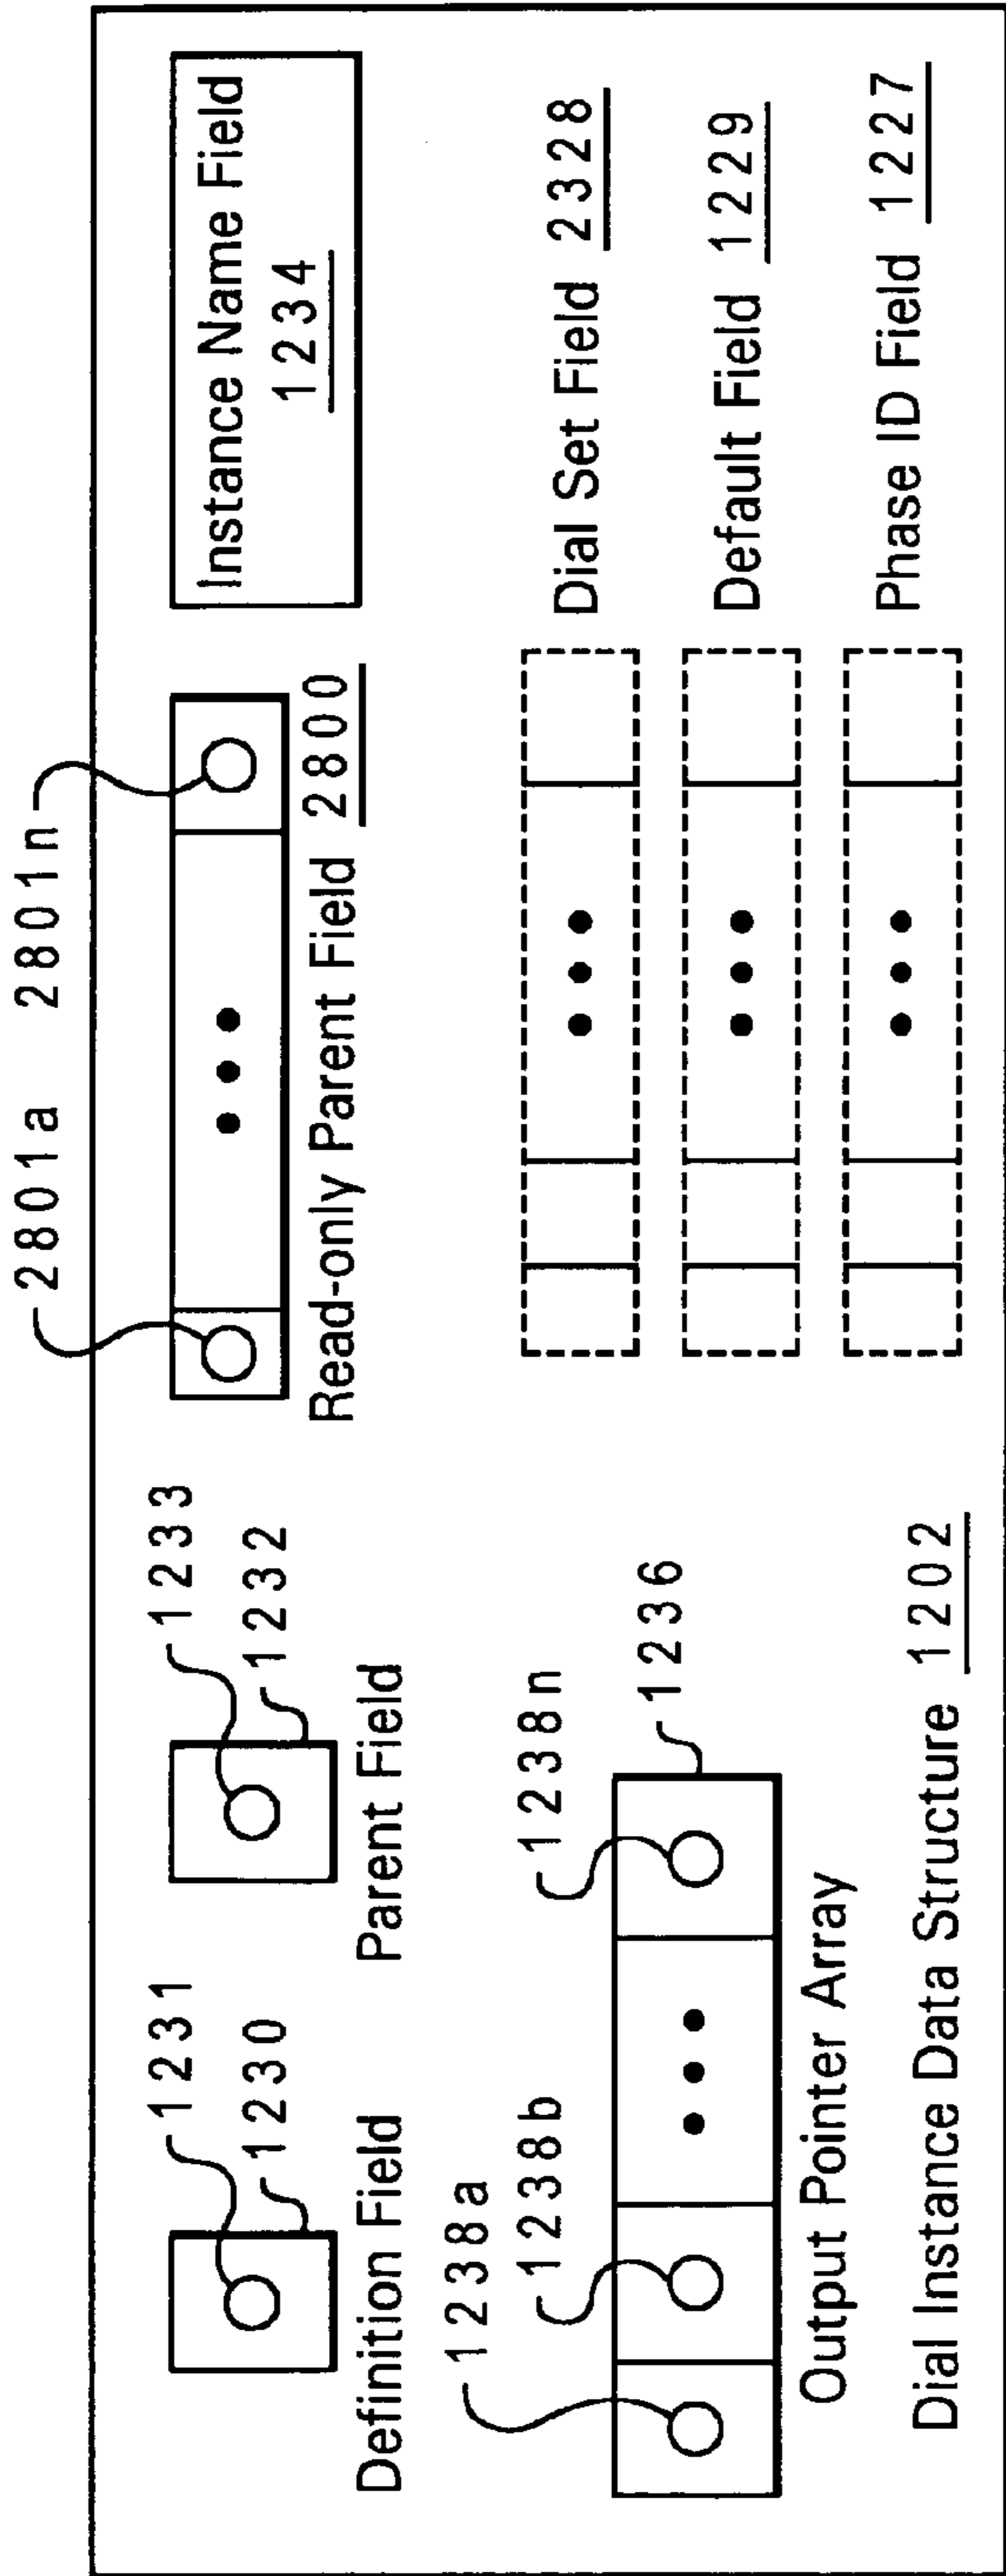 2801a 2801n
1231
1230
Definition Field
1233
1232
Parent Field
Read-only Parent Field 2800
Instance Name Field
1234
1238a
1238b
1238n
1236
Output Pointer Array
Dial Set Field 2328
Default Field 1229
Phase ID Field 1227
Dial Instance Data Structure 1202